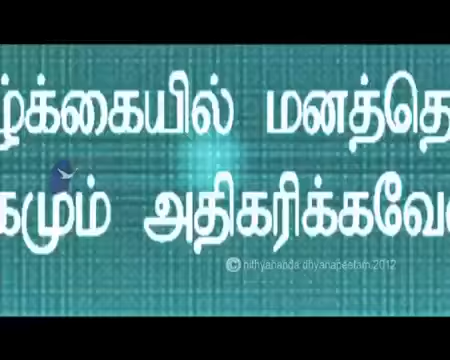 ழ்க்கையில் மனத்தெ
கமும் அதிகரிக்கவே
© nithyananda dhyanapeetam 2012